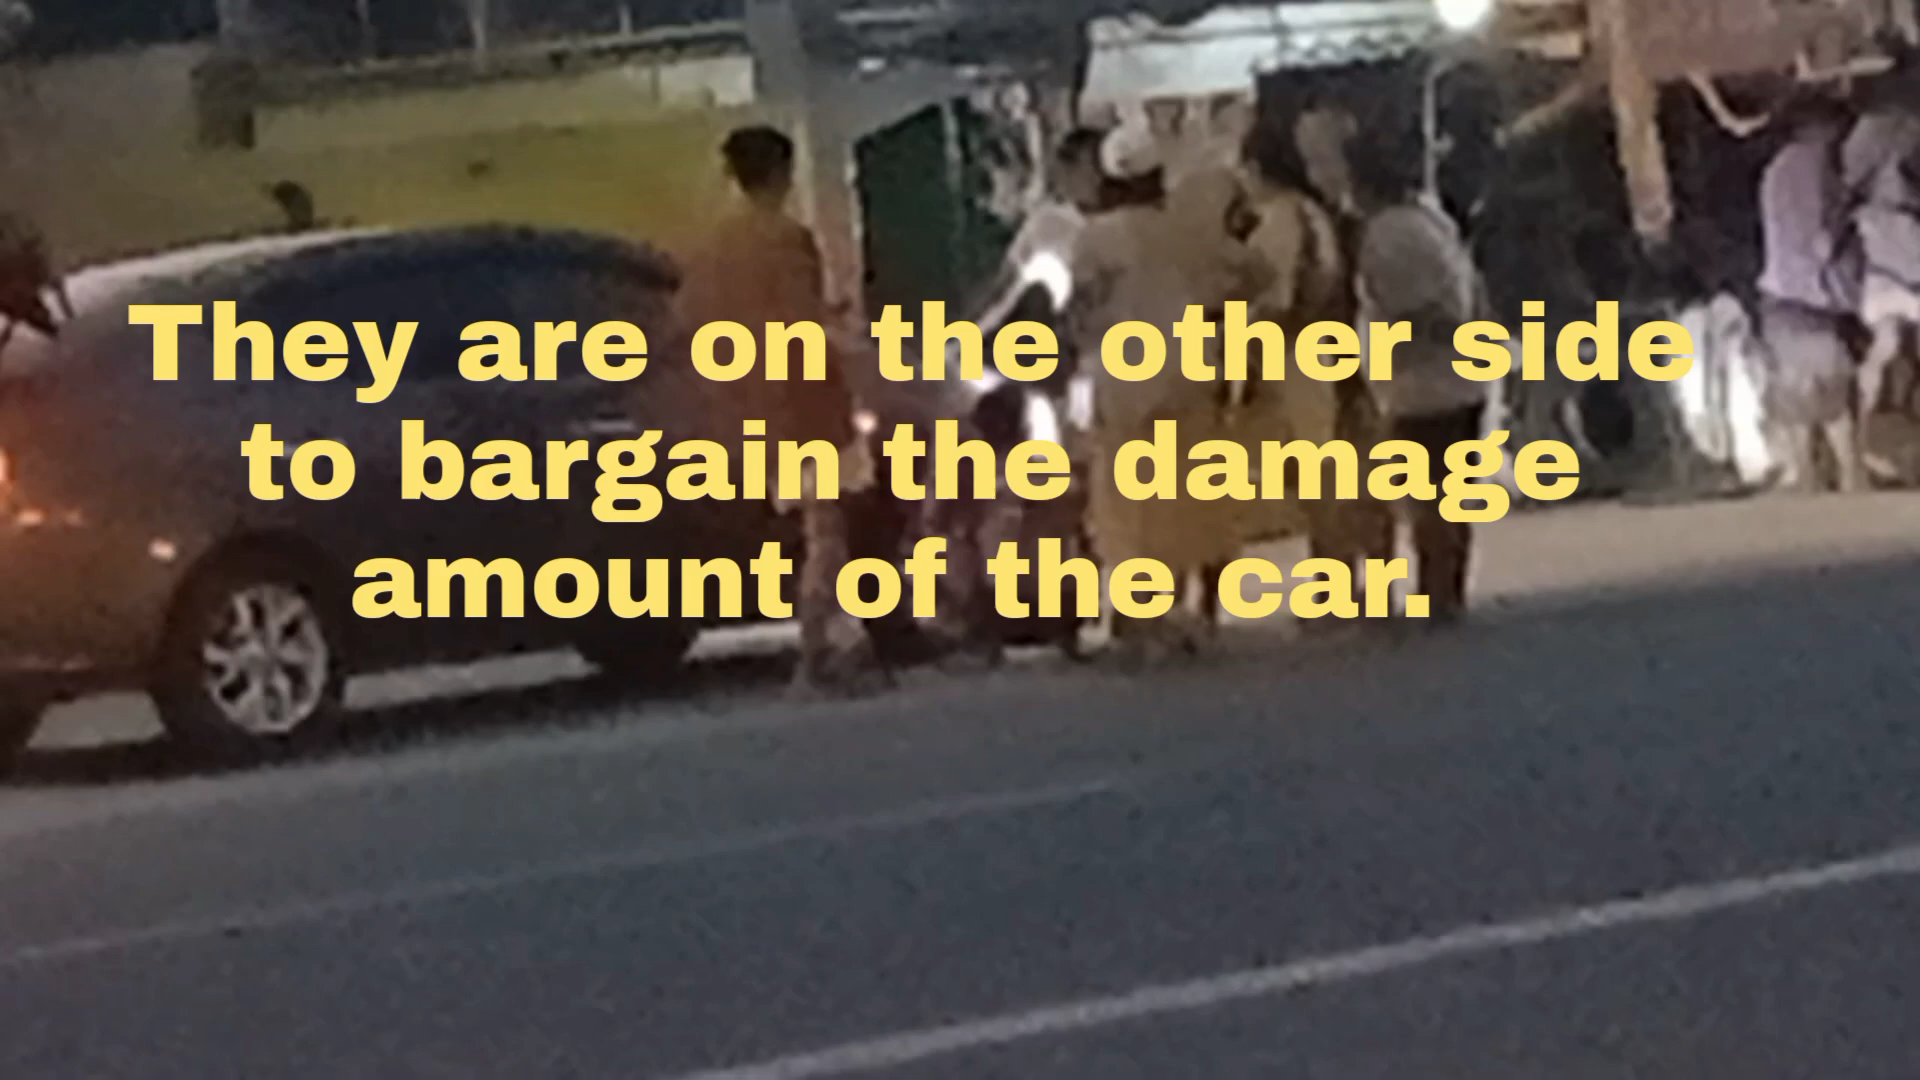 They are on the other side
to bargain the damage
amount of the car.